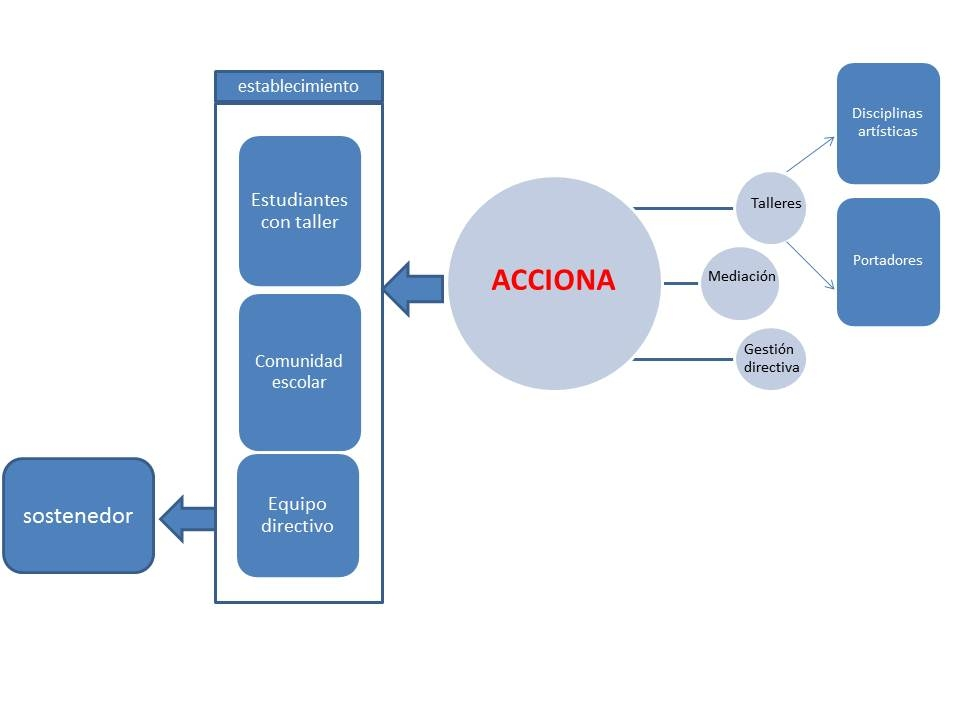 establecimiento
Estudiantes
con taller
Comunidad
escolar
Equipo
directivo
sostenedor
ACCIONA
Talleres
Mediación
Gestión
directiva
Disciplinas
artísticas
Portadores